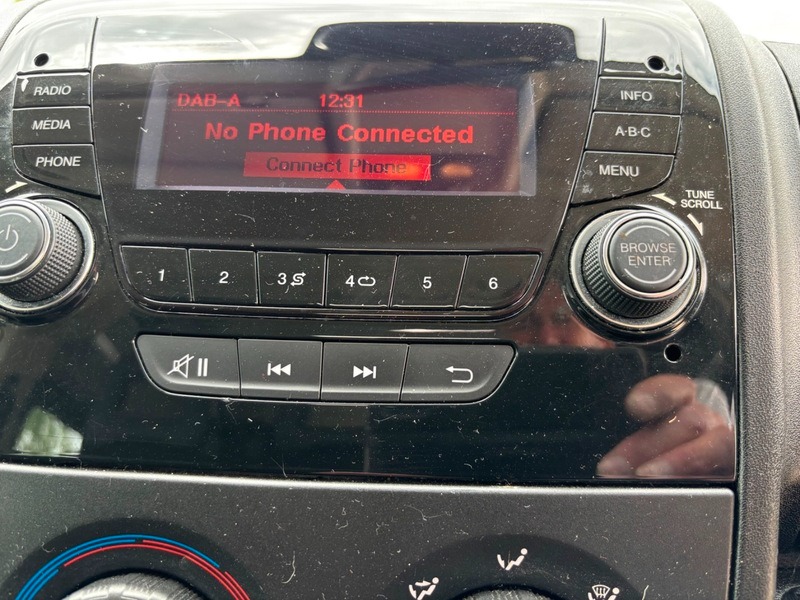 RADIO
MEDIA
PHONE
DAB-A 12:31
No Phone Connected
Connect Phone
INFO
A·B·C
MENU
TUNE
SCROLL
BROWSE
ENTER
1 2 3 4 5 6